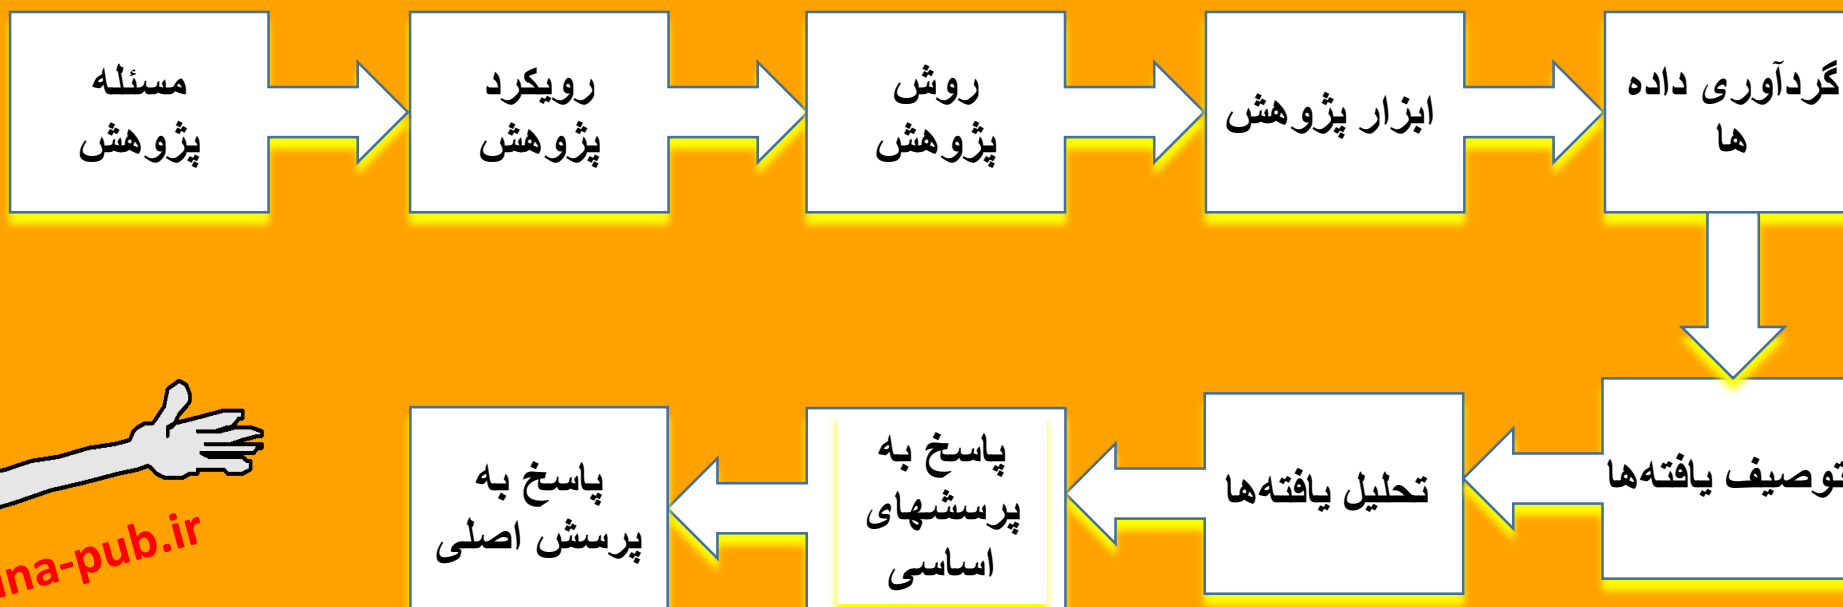 مسئله
پژوهش
رویکرد
پژوهش
روش
پژوهش
ابزار پژوهش
گردآوری داده
ها
توصیف یافته‌ها
تحلیل یافته‌ها
پاسخ به
پرسشهای
اساسی
پاسخ به
پرسش اصلی
na-pub.ir